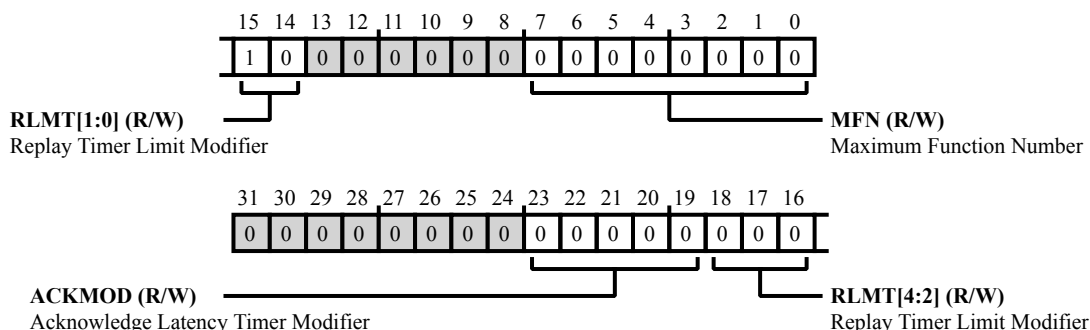 15 14 13 12 11 10 9 8 7 6 5 4 3 2 1 0
1 0 0 0 0 0 0 0 0 0 0 0 0 0 0 0
RLMT[1:0] (R/W)
Replay Timer Limit Modifier
MFN (R/W)
Maximum Function Number
31 30 29 28 27 26 25 24 23 22 21 20 19 18 17 16
0 0 0 0 0 0 0 0 0 0 0 0 0 0 0 0
ACKMOD (R/W)
Acknowledge Latency Timer Modifier
RLMT[4:2] (R/W)
Replay Timer Limit Modifier